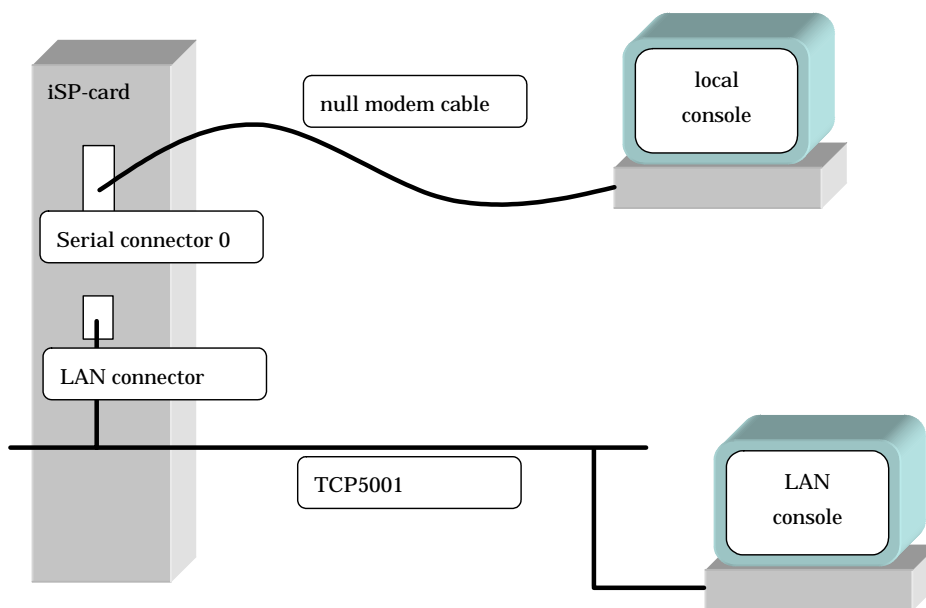 iSP-card
null modem cable
local
console
Serial connector 0
LAN connector
TCP5001
LAN
console